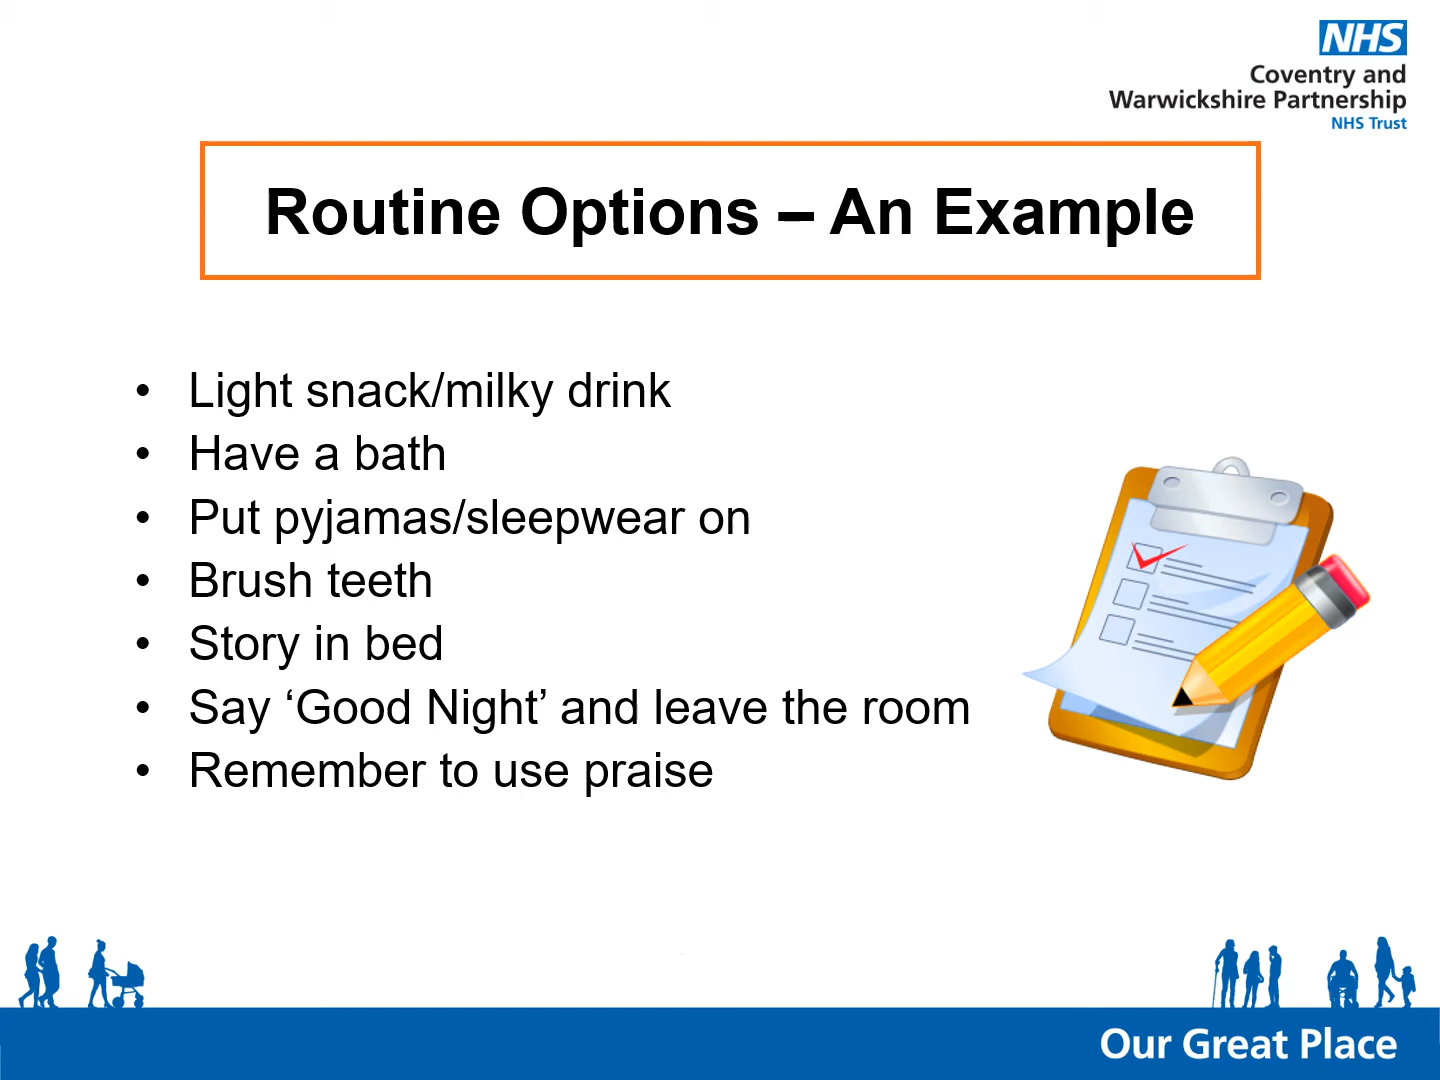 NHS
Coventry and
Warwickshire Partnership
NHS Trust
Routine Options – An Example
• Light snack/milky drink
• Have a bath
• Put pyjamas/sleepwear on
• Brush teeth
• Story in bed
• Say ‘Good Night’ and leave the room
• Remember to use praise
Our Great Place